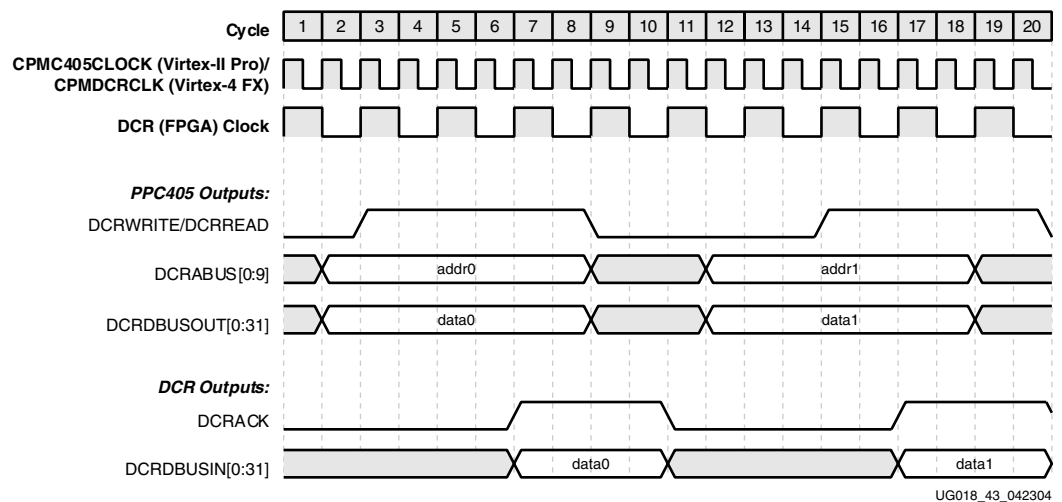 Cycle 1 2 3 4 5 6 7 8 9 10 11 12 13 14 15 16 17 18 19 20
CPMC405CLOCK (Virtex-II Pro)/
CPMDCRCLK (Virtex-4 FX)
DCR (FPGA) Clock
PPC405 Outputs:
DCRWRITE/DCRREAD
DCRABUS[0:9] addr0 addr1
DCRDBUSOUT[0:31] data0 data1
DCR Outputs:
DCRACK
DCRDBUSIN[0:31] data0 data1
UG018_43_042304